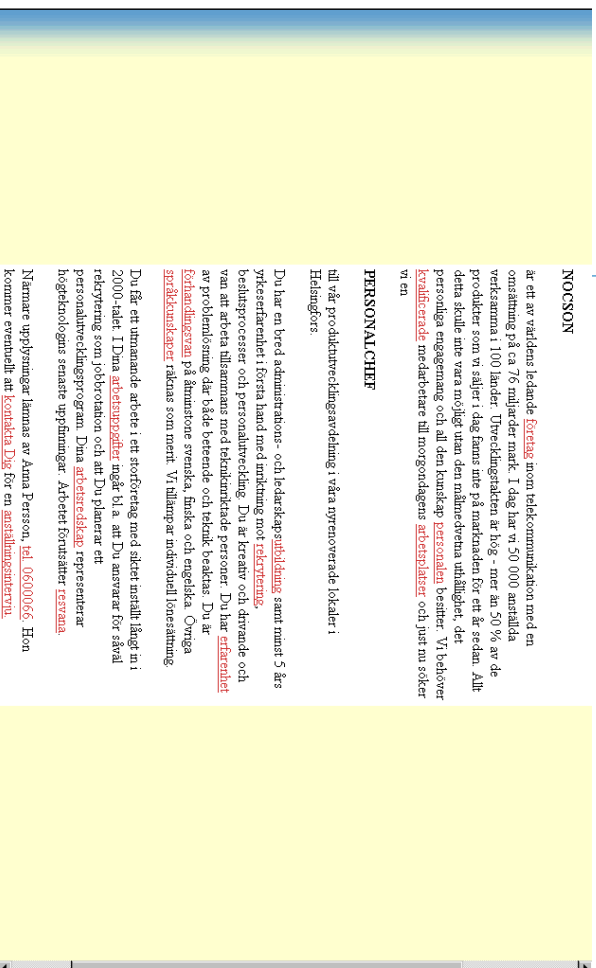 NOCSON
är ett av världens ledande företag inom telekommunikation med en
omsättning på ca 76 miljarder mark. I dag har vi 50 000 anställda
verksamma i 100 länder. Utvecklingstakten är hög - mer än 50 % av de
produkter som vi säljer i dag fanns inte på marknaden för ett år sedan. Allt
detta skulle inte vara möjligt utan den målmedvetna uthållighet, det
personliga engagemang och all den kunskap personalen besitter. Vi behöver
kvalificerade medarbetare till morgondagens arbetsplatser och just nu söker
vi en
PERSONALCHEF
till vår produktutvecklingsavdelning i våra nyrenoverade lokaler i
Helsingfors.
Du har en bred administrations- och ledarskapsutbildning samt minst 5 års
yrkeserfarenhet i första hand med inriktning mot rekrytering,
beslutsprocesser och personalutveckling. Du är kreativ och drivande och
van att arbeta tillsammans med teknikinriktade personer. Du har erfarenhet
av problemlösning där både beteende och teknik beaktas. Du är
förhandlingsvan på åtminstone svenska, finska och engelska. Övriga
språkkunskaper räknas som merit. Vi tillämpar individuell lönesättning.
Du får ett utmanande arbete i ett storföretag med siktet inställt långt in i
2000-talet. I Dina arbetsuppgifter ingår bl.a. att Du ansvarar för såväl
rekrytering som jobbrotation och att Du planerar ett
personalutvecklingsprogram. Dina arbetsredskap representerar
högteknologins senaste uppfinningar. Arbetet förutsätter resvana.
Närmare upplysningar lämnas av Anna Persson, tel. 0600066. Hon
kommer eventuellt att kontakta Dig för en anställningsintervju.